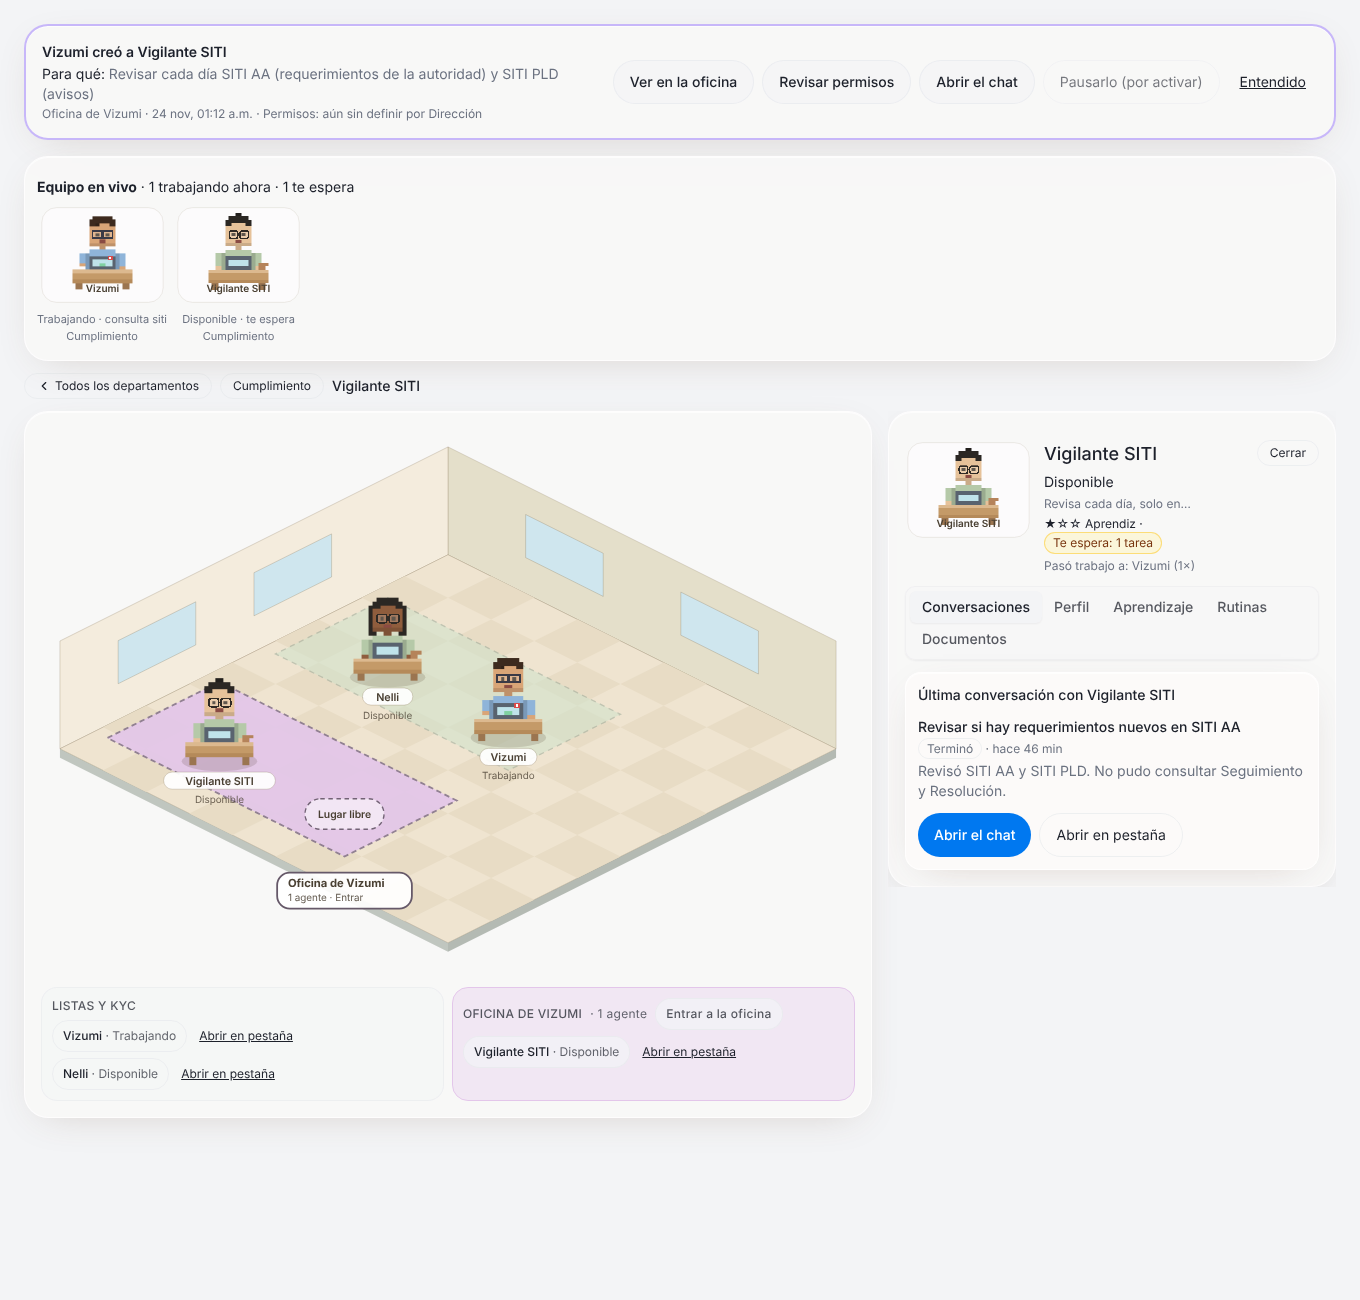 Vizumi creó a Vigilante SITI
Para qué: Revisar cada día SITI AA (requerimientos de la autoridad) y SITI PLD
(avisos)
Oficina de Vizumi · 24 nov, 01:12 a.m. · Permisos: aún sin definir por Dirección
Ver en la oficina
Revisar permisos
Abrir el chat
Pausarlo (por activar)
Entendido
Equipo en vivo · 1 trabajando ahora · 1 te espera
Vizumi
Vigilante SITI
Trabajando · consulta siti
Cumplimiento
Disponible · te espera
Cumplimiento
Todos los departamentos
Cumplimiento
Vigilante SITI
Nelli
Disponible
Vizumi
Trabajando
Vigilante SITI
Disponible
Lugar libre
Oficina de Vizumi
1 agente · Entrar
LISTAS Y KYC
Vizumi · Trabajando
Abrir en pestaña
Nelli · Disponible
Abrir en pestaña
OFICINA DE VIZUMI · 1 agente
Entrar a la oficina
Vigilante SITI · Disponible
Abrir en pestaña
Vigilante SITI
Vigilante SITI
Cerrar
Disponible
Revisa cada día, solo en…
★☆☆ Aprendiz ·
Te espera: 1 tarea
Pasó trabajo a: Vizumi (1×)
Conversaciones
Perfil
Aprendizaje
Rutinas
Documentos
Última conversación con Vigilante SITI
Revisar si hay requerimientos nuevos en SITI AA
Terminó · hace 46 min
Revisó SITI AA y SITI PLD. No pudo consultar Seguimiento
y Resolución.
Abrir el chat
Abrir en pestaña